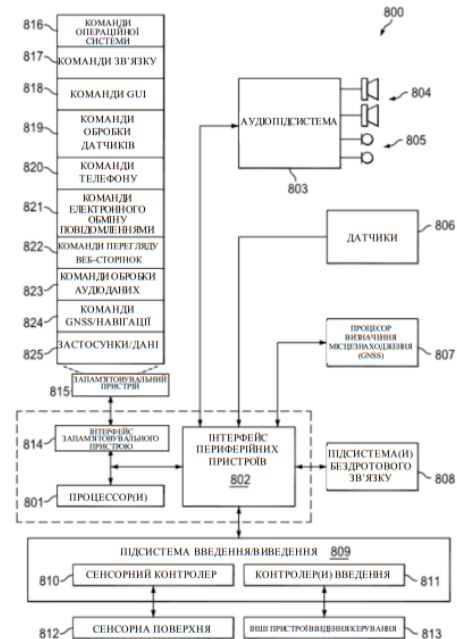 800
816
КОМАНДИ
ОПЕРАЦІЙНОЇ
СИСТЕМИ
817
КОМАНДИ ЗВ’ЯЗКУ
818
КОМАНДИ GUI
819
КОМАНДИ
ОБРОБКИ
ДАТЧИКІВ
820
КОМАНДИ
ТЕЛЕФОНУ
821
КОМАНДИ
ЕЛЕКТРОННОГО
ОБМІНУ
ПОВІДОМЛЕННЯМИ
822
КОМАНДИ ПЕРЕГЛЯДУ
ВЕБ-СТОРІНОК
823
КОМАНДИ ОБРОБКИ
АУДІОДАНИХ
824
КОМАНДИ
GNSS/НАВІГАЦІЇ
825
ЗАСТОСУНКИ/ДАНІ
815
ЗАПАМ'ЯТОВУВАЛЬНИЙ
ПРИСТРІЙ
814
ІНТЕРФЕЙС
ЗАПАМ'ЯТОВУВАЛЬНОГО
ПРИСТРОЮ
801
ПРОЦЕССОР(И)
ІНТЕРФЕЙС
ПЕРИФЕРІЙНИХ
ПРИСТРОЇВ
802
АУДІОПІДСИСТЕМА
803
804
805
ДАТЧИКИ
806
ПРОЦЕСОР
ВИЗНАЧЕННЯ
МІСЦЕЗНАХОДЖЕННЯ
(GNSS)
807
ПІДСИСТЕМА(И)
БЕЗДРОТОВОГО
ЗВ’ЯЗКУ
808
ПІДСИСТЕМА ВВЕДЕННЯ/ВИВЕДЕННЯ 809
810
СЕНСОРНИЙ КОНТРОЛЕР
КОНТРОЛЕР(И) ВВЕДЕННЯ
811
812
СЕНСОРНА ПОВЕРХНЯ
ІНШІ ПРИСТРОЇ ВВЕДЕННЯ/КЕРУВАННЯ
813